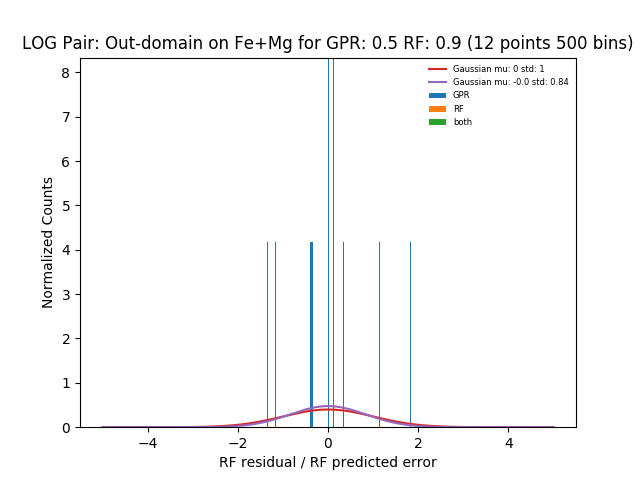 LOG Pair: Out-domain on Fe+Mg for GPR: 0.5 RF: 0.9 (12 points 500 bins)
Gaussian mu: 0 std: 1
Gaussian mu: -0.0 std: 0.84
GPR
RF
both
Normalized Counts
8
7
6
5
4
3
2
1
0
−4 −2 0 2 4
RF residual / RF predicted error